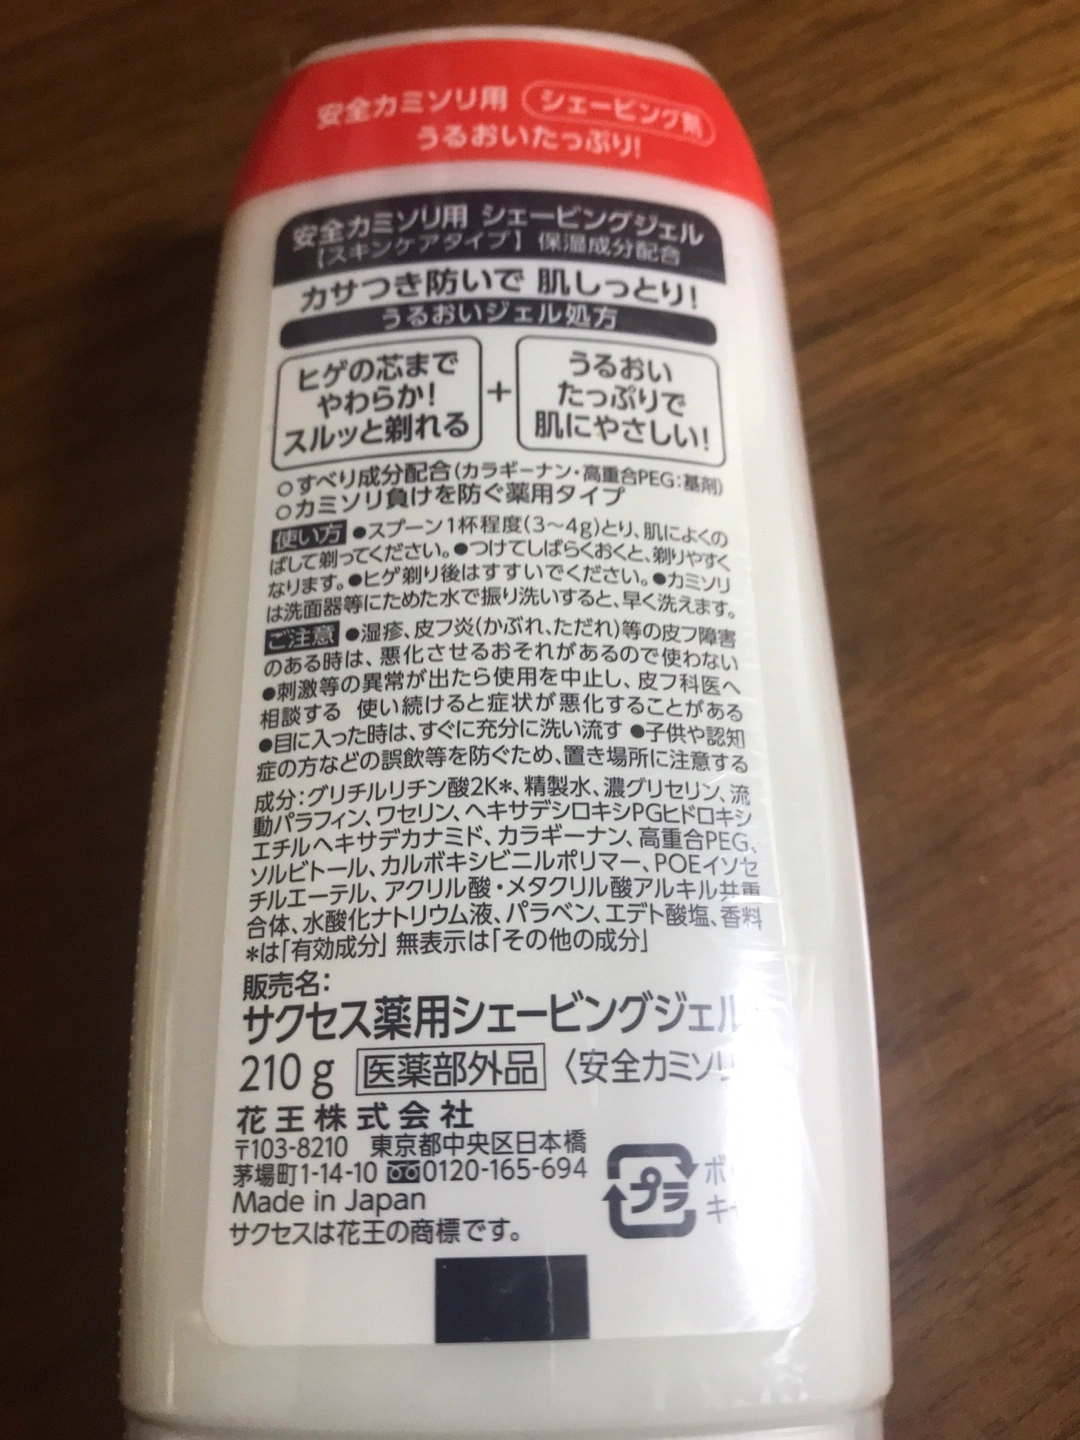 安全カミソリ用 シェービング剤
うるおいたっぷり!
安全カミソリ用 シェービングジェル
【スキンケアタイプ】 保湿成分配合
カサつき防いで 肌しっとり!
うるおいジェル処方
ヒゲの芯まで
やわらか!
スルッと剃れる
+
うるおい
たっぷりで
肌にやさしい!
○すべり成分配合(カラギーナン・高重合PEG:基剤)
○カミソリ負けを防ぐ薬用タイプ
使い方 ●スプーン1杯程度(3〜4g)とり、肌によくの
ばして剃ってください。●つけてしばらくおくと、剃りやすく
なります。●ヒゲ剃り後はすすいでください。●カミソリ
は洗面器等にためた水で振り洗いすると、早く洗えます。
ご注意 ●湿疹、皮フ炎(かぶれ、ただれ)等の皮フ障害
のある時は、悪化させるおそれがあるので使わない
●刺激等の異常が出たら使用を中止し、皮フ科医へ
相談する 使い続けると症状が悪化することがある
●目に入った時は、すぐに充分に洗い流す ●子供や認知
症の方などの誤飲等を防ぐため、置き場所に注意する
成分:グリチルリチン酸2K*、精製水、濃グリセリン、流
動パラフィン、ワセリン、ヘキサデシロキシPGヒドロキシ
エチルヘキサデカナミド、カラギーナン、高重合PEG、
ソルビトール、カルボキシビニルポリマー、POEイソセ
チルエーテル、アクリル酸・メタクリル酸アルキル共重
合体、水酸化ナトリウム液、パラベン、エデト酸塩、香料
*は「有効成分」 無表示は「その他の成分」
販売名:
サクセス薬用シェービングジェル
210 g 医薬部外品 〈安全カミソリ
花王株式会社
〒103-8210 東京都中央区日本橋
茅場町1-14-10 0120-165-694
Made in Japan
サクセスは花王の商標です。
プラ
ボ
キ